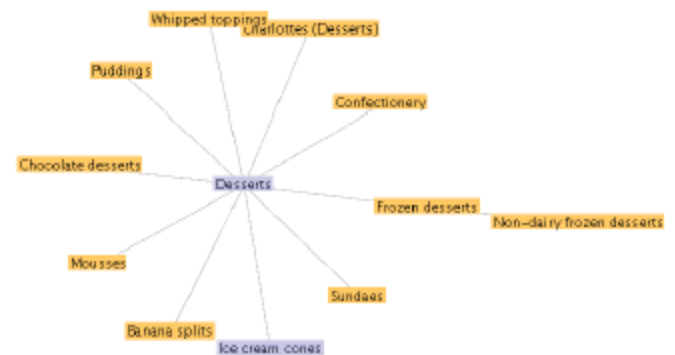 Whipped toppings
Charlottes (Desserts)
Puddings
Confectionery
Chocolate desserts
Desserts
Frozen desserts
Non-dairy frozen desserts
Mousses
Sundaes
Banana splits
Ice cream cones